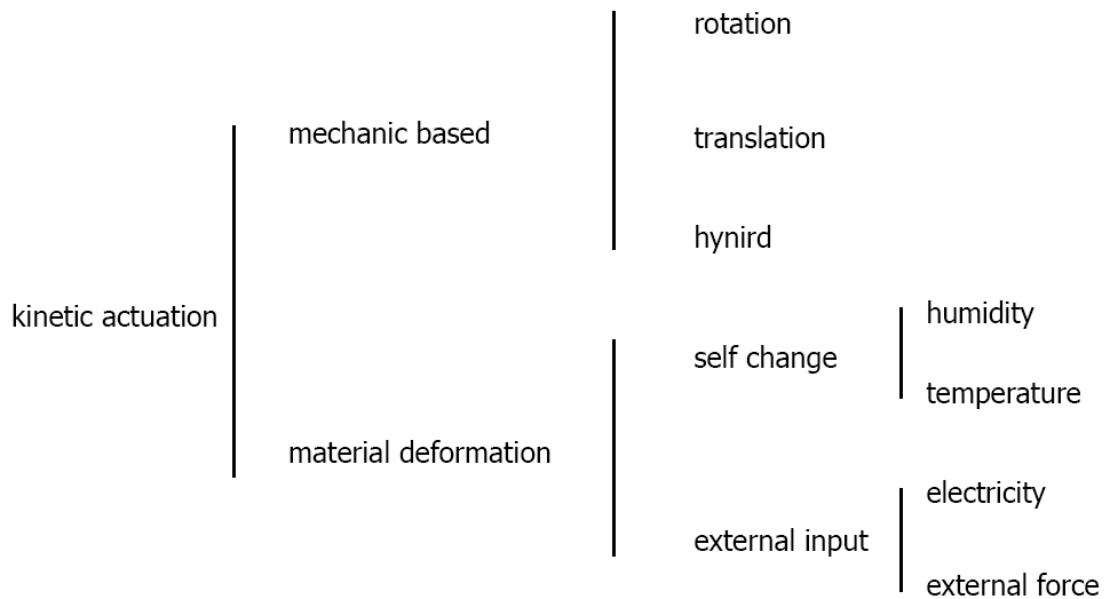 rotation
mechanic based
translation
hynird
kinetic actuation
humidity
self change
temperature
material deformation
electricity
external input
external force